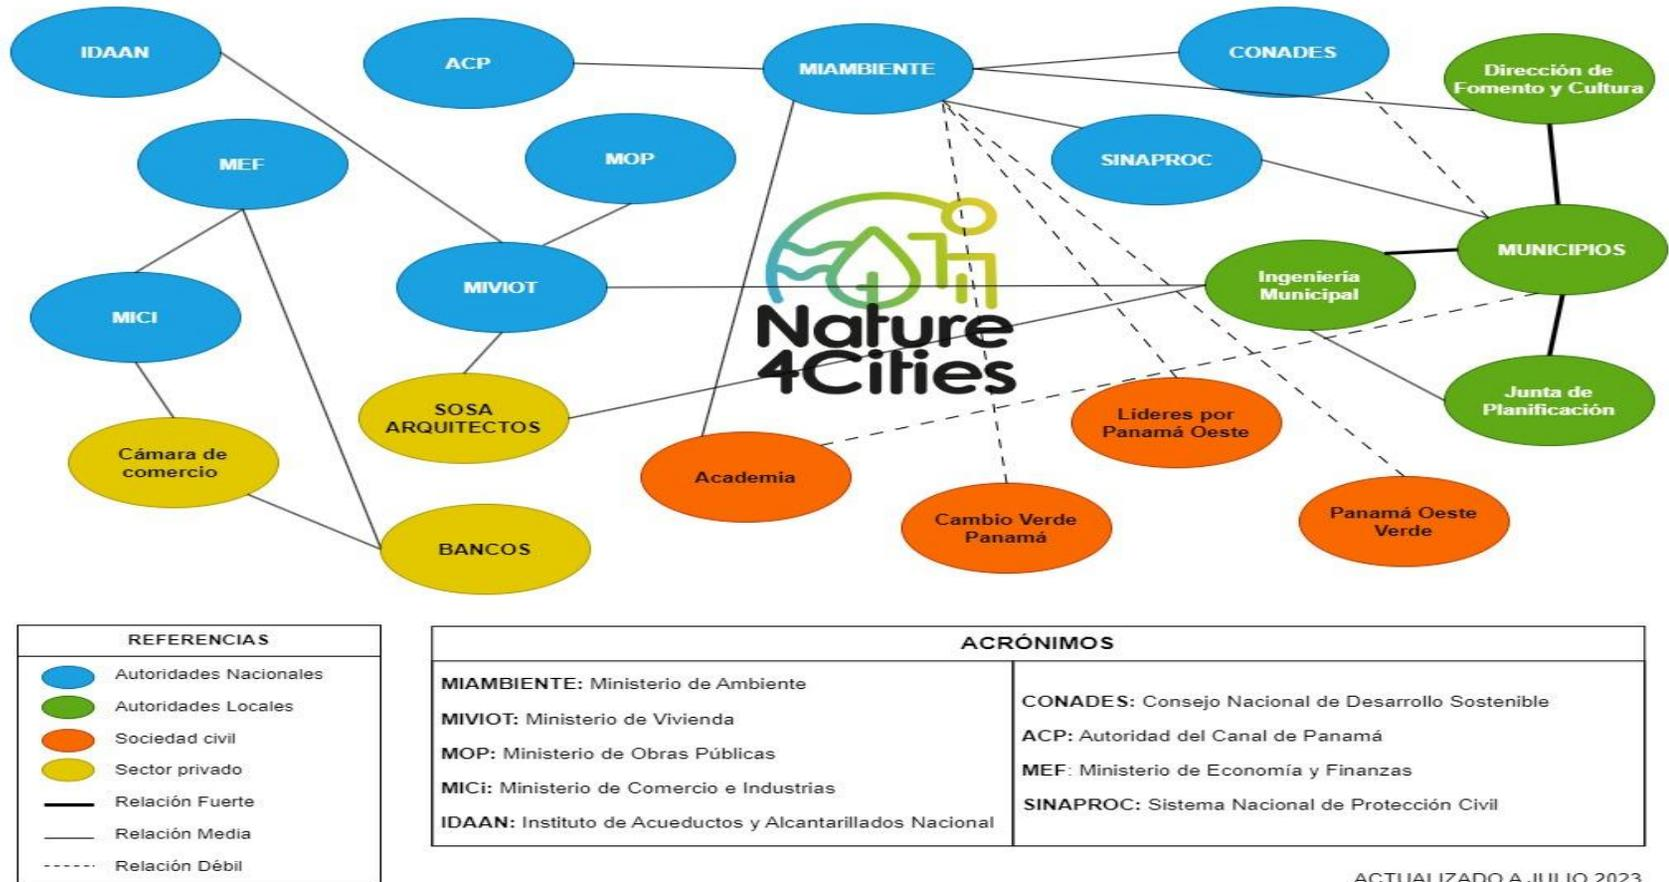 IDAAN
ACP
MIAMBIENTE
CONADES
Dirección de
Fomento y Cultura
MEF
MOP
SINAPROC
MUNICIPIOS
MICI
MIVIOT
Ingeniería
Municipal
Nature
4Cities
SOSA
ARQUITECTOS
Líderes por
Panamá Oeste
Junta de
Planificación
Cámara de
comercio
Academia
Cambio Verde
Panamá
Panamá Oeste
Verde
BANCOS
REFERENCIAS
Autoridades Nacionales
Autoridades Locales
Sociedad civil
Sector privado
Relación Fuerte
Relación Media
Relación Débil
ACRÓNIMOS
MIAMBIENTE: Ministerio de Ambiente
MIVIOT: Ministerio de Vivienda
MOP: Ministerio de Obras Públicas
MICi: Ministerio de Comercio e Industrias
IDAAN: Instituto de Acueductos y Alcantarillados Nacional
CONADES: Consejo Nacional de Desarrollo Sostenible
ACP: Autoridad del Canal de Panamá
MEF: Ministerio de Economía y Finanzas
SINAPROC: Sistema Nacional de Protección Civil
ACTUALIZADO A JULIO 2023